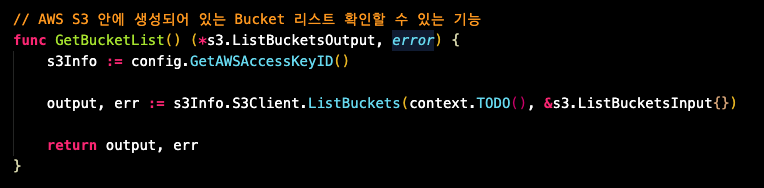 // AWS S3 안에 생성되어 있는 Bucket 리스트 확인할 수 있는 기능
func GetBucketList() (*s3.ListBucketsOutput, error) {
    s3Info := config.GetAWSAccessKeyID()
    output, err := s3Info.S3Client.ListBuckets(context.TODO(), &s3.ListBucketsInput{})
    return output, err
}